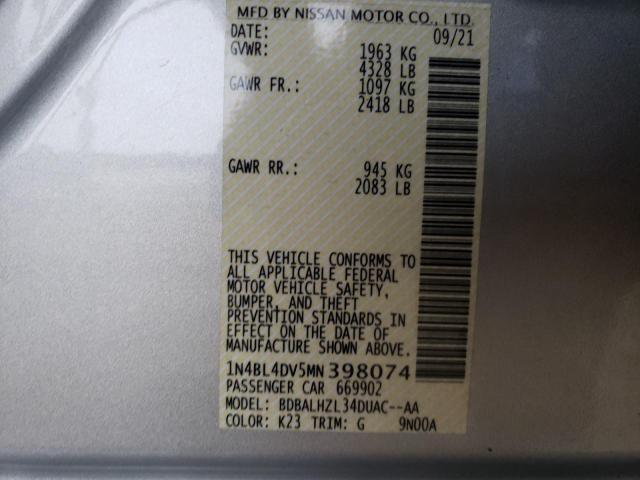 MFD BY NISSAN MOTOR CO., LTD.
DATE: 09/21
GVWR: 1963 KG
4328 LB
GAWR FR.: 1097 KG
2418 LB
GAWR RR.: 945 KG
2083 LB
THIS VEHICLE CONFORMS TO
ALL APPLICABLE FEDERAL
MOTOR VEHICLE SAFETY,
BUMPER, AND THEFT
PREVENTION STANDARDS IN
EFFECT ON THE DATE OF
MANUFACTURE SHOWN ABOVE.
1N4BL4DV5MN398074
PASSENGER CAR 669902
MODEL: BDBALHZL34DUAC--AA
COLOR: K23 TRIM: G 9N00A